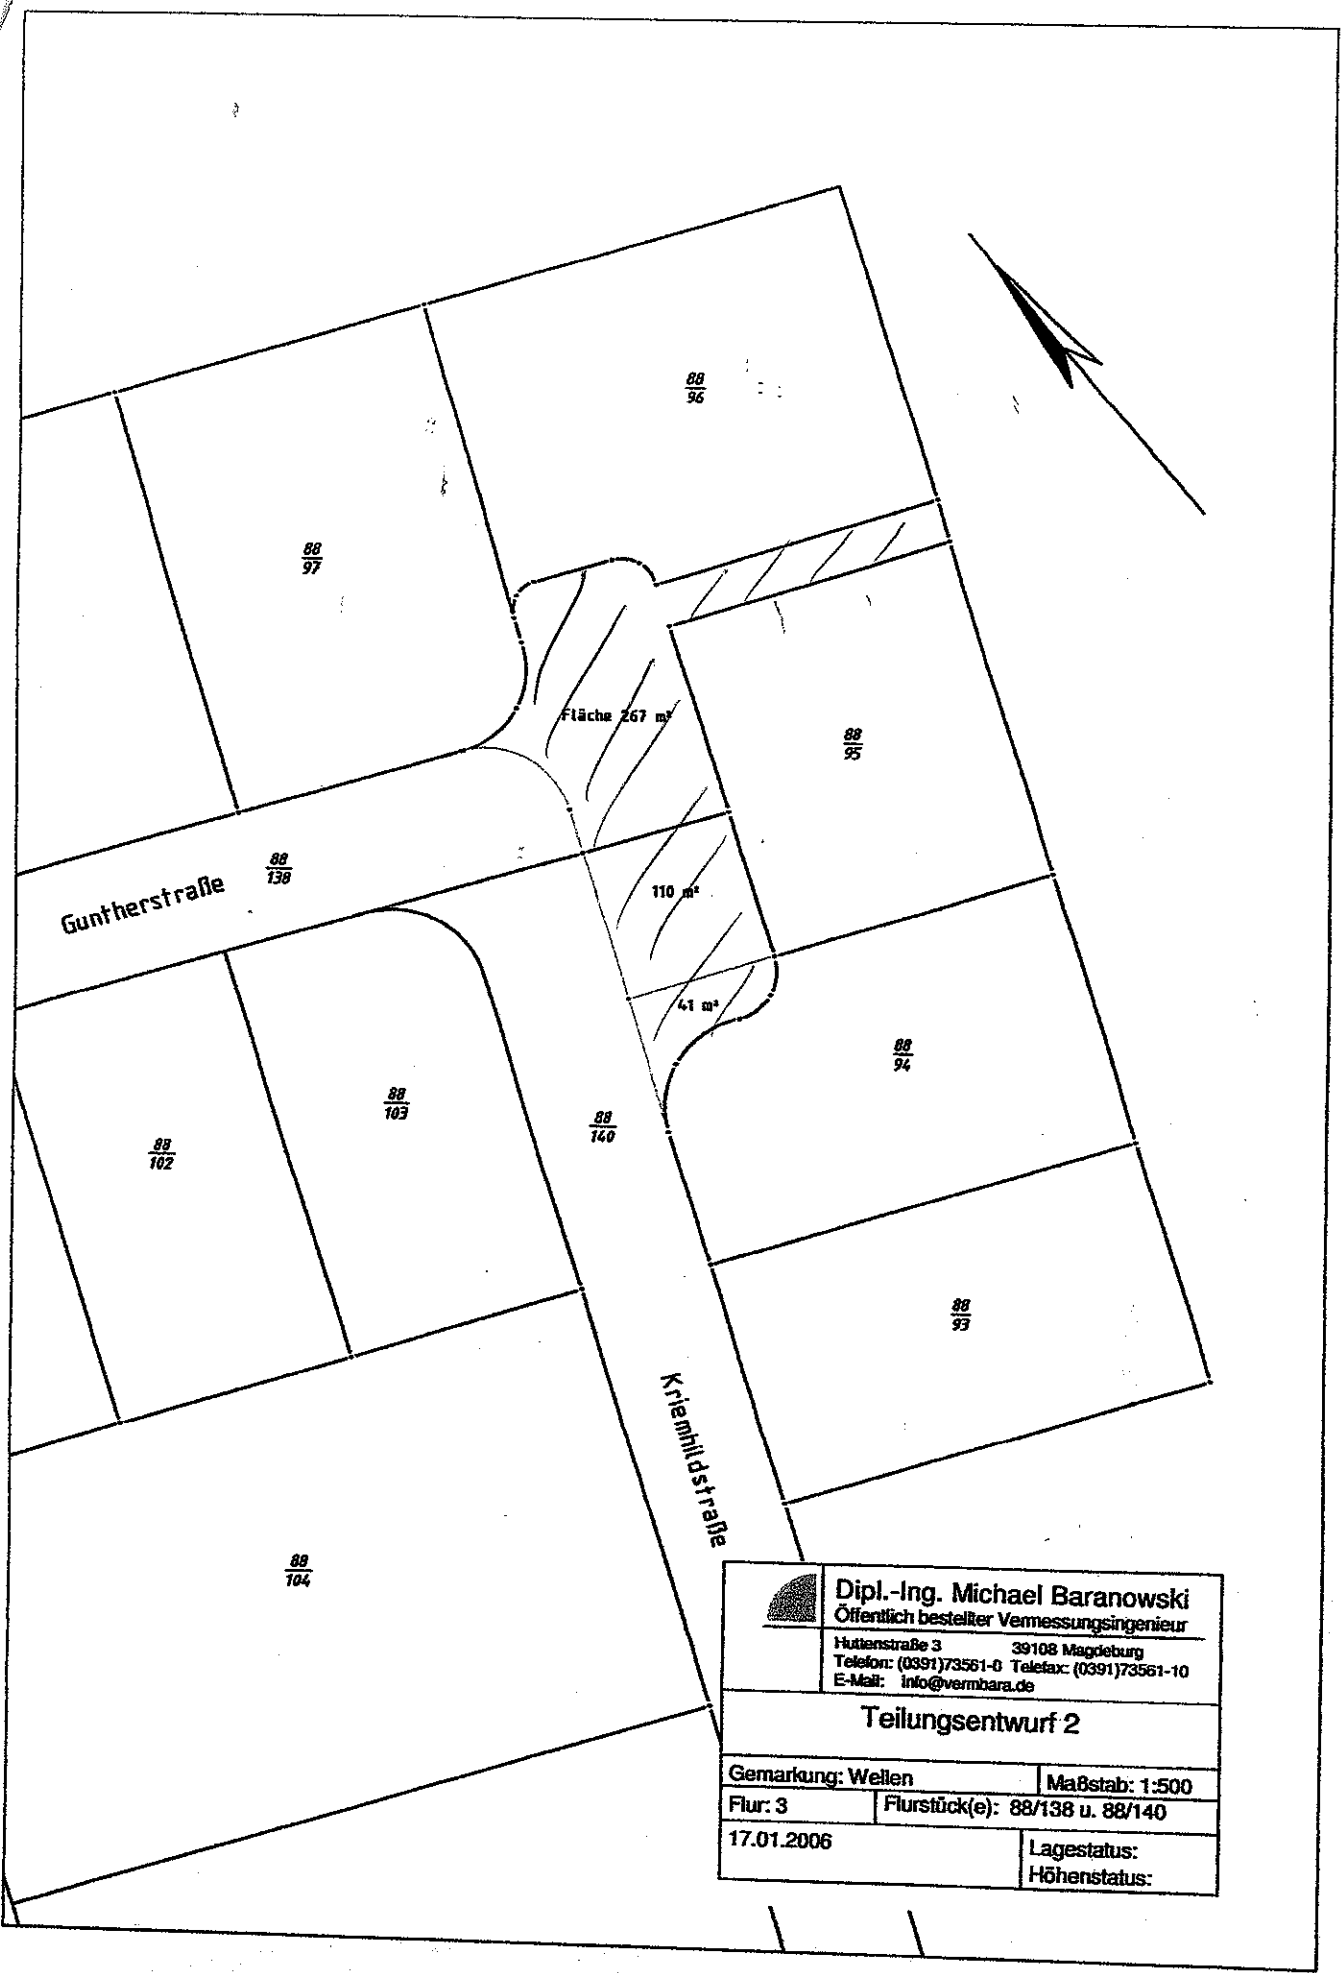 88
96
88
97
Fläche 267 m²
88
95
88
138
Guntherstraße
110 m²
41 m²
88
94
88
103
88
140
88
102
88
93
Kriemhildstraße
88
104
Dipl.-Ing. Michael Baranowski
Öffentlich bestellter Vermessungsingenieur
Huttenstraße 3 39108 Magdeburg
Telefon: (0391)73561-0 Telefax: (0391)73561-10
E-Mail: info@vermbara.de
Teilungsentwurf 2
Gemarkung: Wellen
Maßstab: 1:500
Flur: 3
Flurstück(e): 88/138 u. 88/140
17.01.2006
Lagestatus:
Höhenstatus: